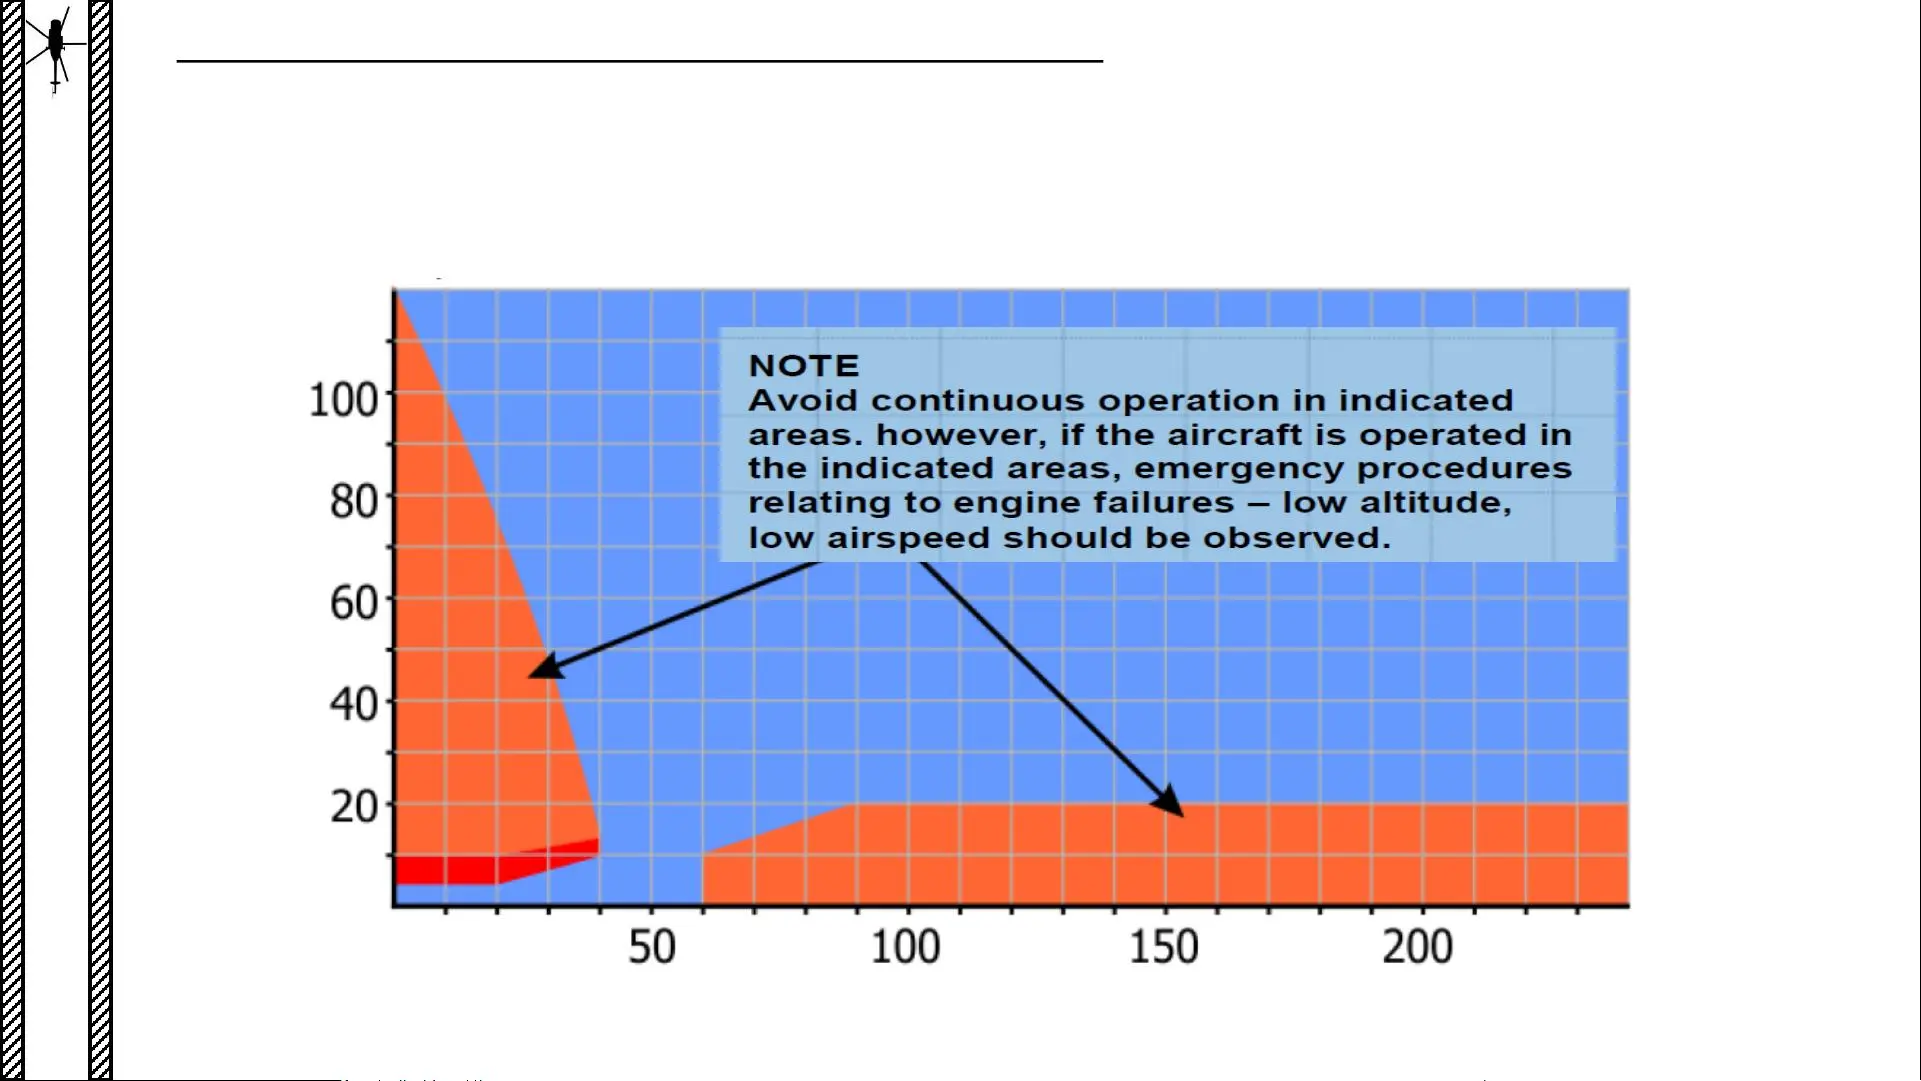 NOTE
Avoid continuous operation in indicated
areas. however, if the aircraft is operated in
the indicated areas, emergency procedures
relating to engine failures – low altitude,
low airspeed should be observed.
100
80
60
40
20
50 100 150 200